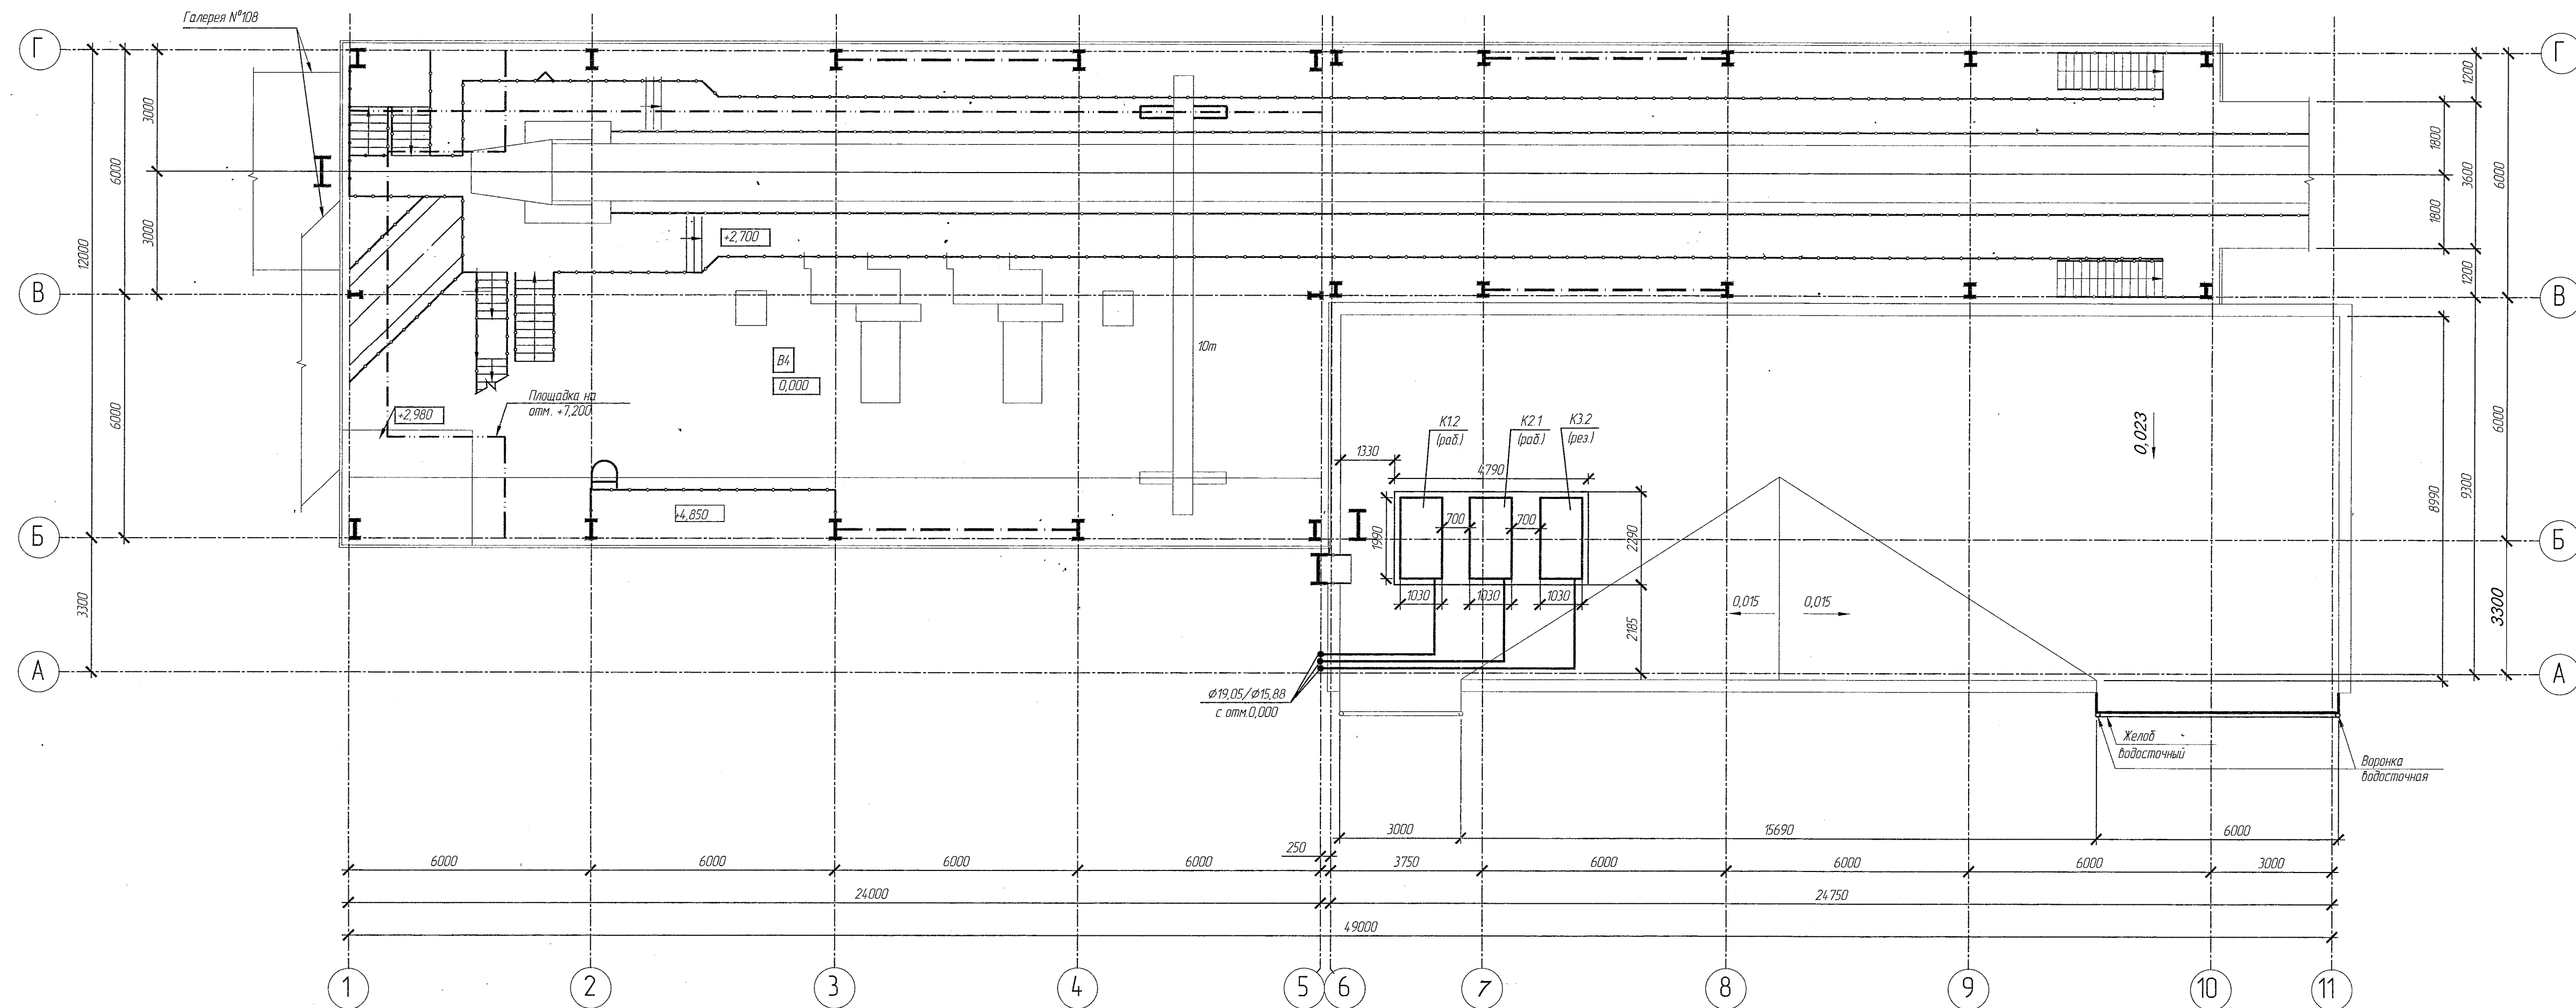 Галерея №108
Г
Г
1200
3000
1800
6000
3600
6000
+2,700
3000
1800
12000
1200
В
В
10т
В4
0,000
Площадка на
отм. +7,200
+2,980
К1.2
(раб.)
К2.1
(раб.)
К3.2
(рез.)
0,023
6000
6000
1330
4790
8990
9300
+4,850
1990
700
700
2290
Б
Б
3300
1030
1030
1030
0,015
0,015
3300
2185
А
А
Ø19,05/Ø15,88
с отм.0,000
Желоб
водосточный
Воронка
водосточная
3000
15690
6000
6000
6000
6000
6000
250
3750
6000
6000
6000
3000
24000
24750
49000
1
2
3
4
5
6
7
8
9
10
11